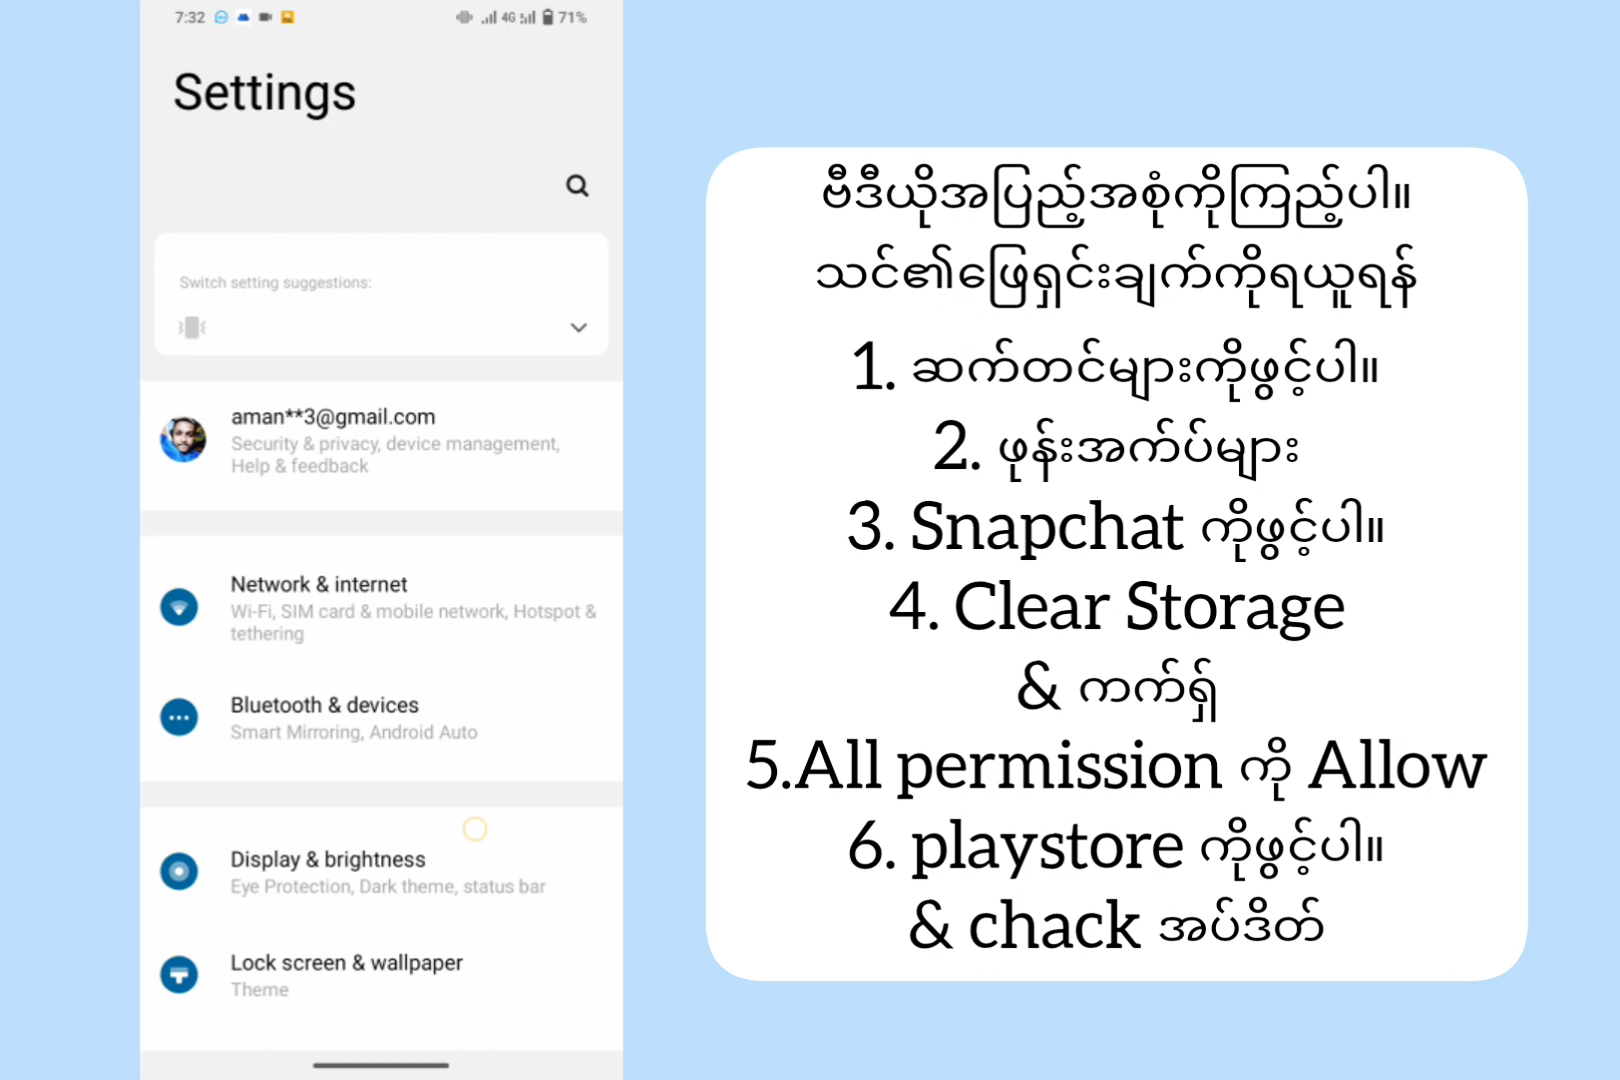 7:32
4G
71%
Settings
Switch setting suggestions:
aman**3@gmail.com
Security & privacy, device management,
Help & feedback
Network & internet
Wi-Fi, SIM card & mobile network, Hotspot &
tethering
Bluetooth & devices
Smart Mirroring, Android Auto
Display & brightness
Eye Protection, Dark theme, status bar
Lock screen & wallpaper
Theme
ဗီဒီယိုအပြည့်အစုံကိုကြည့်ပါ။
သင်၏ဖြေရှင်းချက်ကိုရယူရန်
1. ဆက်တင်များကိုဖွင့်ပါ။
2. ဖုန်းအက်ပ်များ
3. Snapchat ကိုဖွင့်ပါ။
4. Clear Storage
& ကက်ရှ်
5.All permission ကို Allow
6. playstore ကိုဖွင့်ပါ။
& chack အပ်ဒိတ်